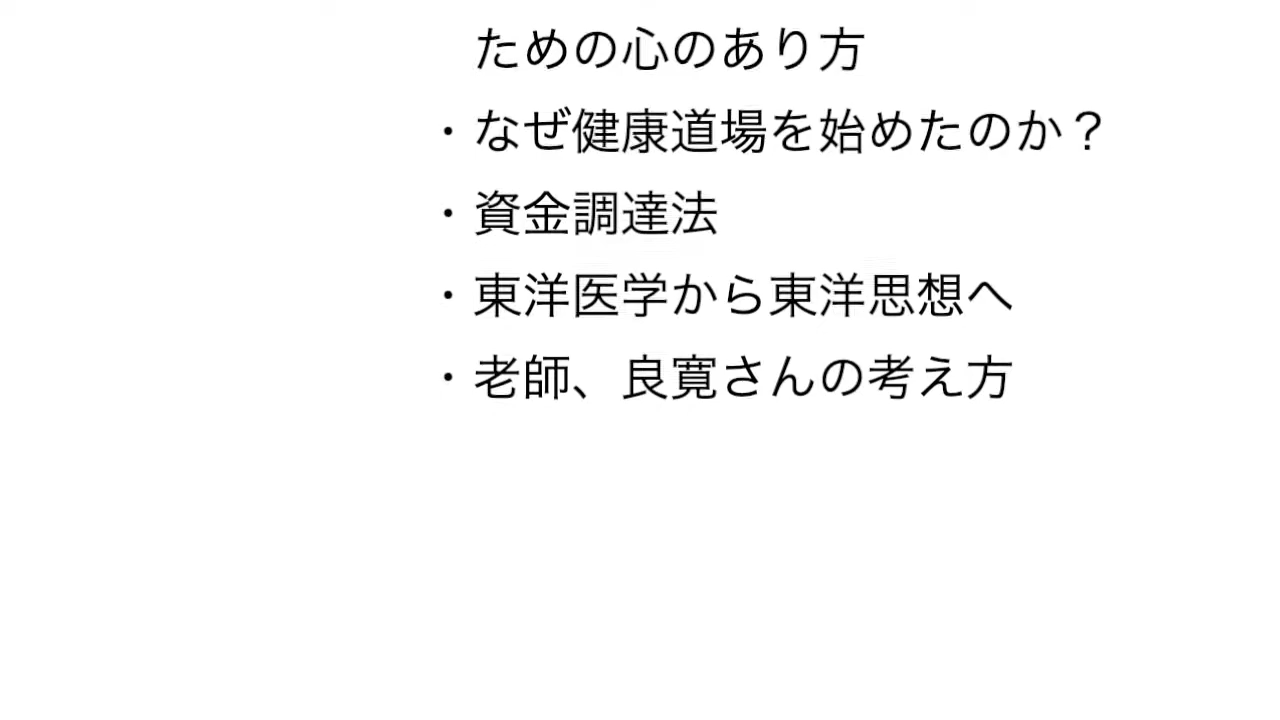 ための心のあり方
・なぜ健康道場を始めたのか？
・資金調達法
・東洋医学から東洋思想へ
・老師、良寛さんの考え方